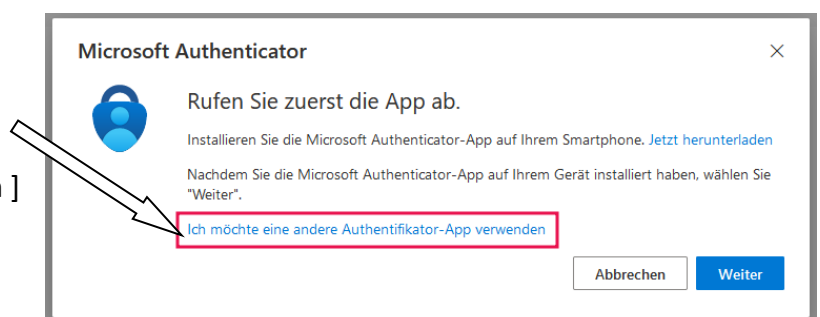 Microsoft Authenticator
Rufen Sie zuerst die App ab.
Installieren Sie die Microsoft Authenticator-App auf Ihrem Smartphone. Jetzt herunterladen
Nachdem Sie die Microsoft Authenticator-App auf Ihrem Gerät installiert haben, wählen Sie
"Weiter".
]
Ich möchte eine andere Authentifikator-App verwenden
Abbrechen
Weiter